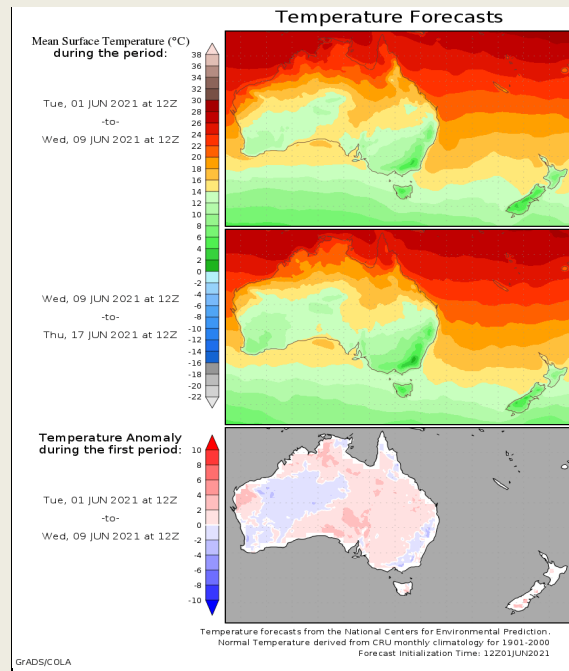 Temperature Forecasts
Mean Surface Temperature (°C)
during the period:
Tue, 01 JUN 2021 at 12Z
-to-
Wed, 09 JUN 2021 at 12Z
38
36
34
32
30
28
26
24
22
20
18
16
14
12
10
8
6
4
2
0
-2
-4
-6
-8
-10
-12
-14
-16
-18
-20
-22
Wed, 09 JUN 2021 at 12Z
-to-
Thu, 17 JUN 2021 at 12Z
Temperature Anomaly
during the first period:
Tue, 01 JUN 2021 at 12Z
-to-
Wed, 09 JUN 2021 at 12Z
10
8
6
4
2
0
-2
-4
-6
-8
-10
Temperature forecasts from the National Centers for Environmental Prediction.
Normal Temperature derived from CRU monthly climatology for 1901-2000
Forecast Initialization Time: 12Z01JUN2021
GrADS/COLA